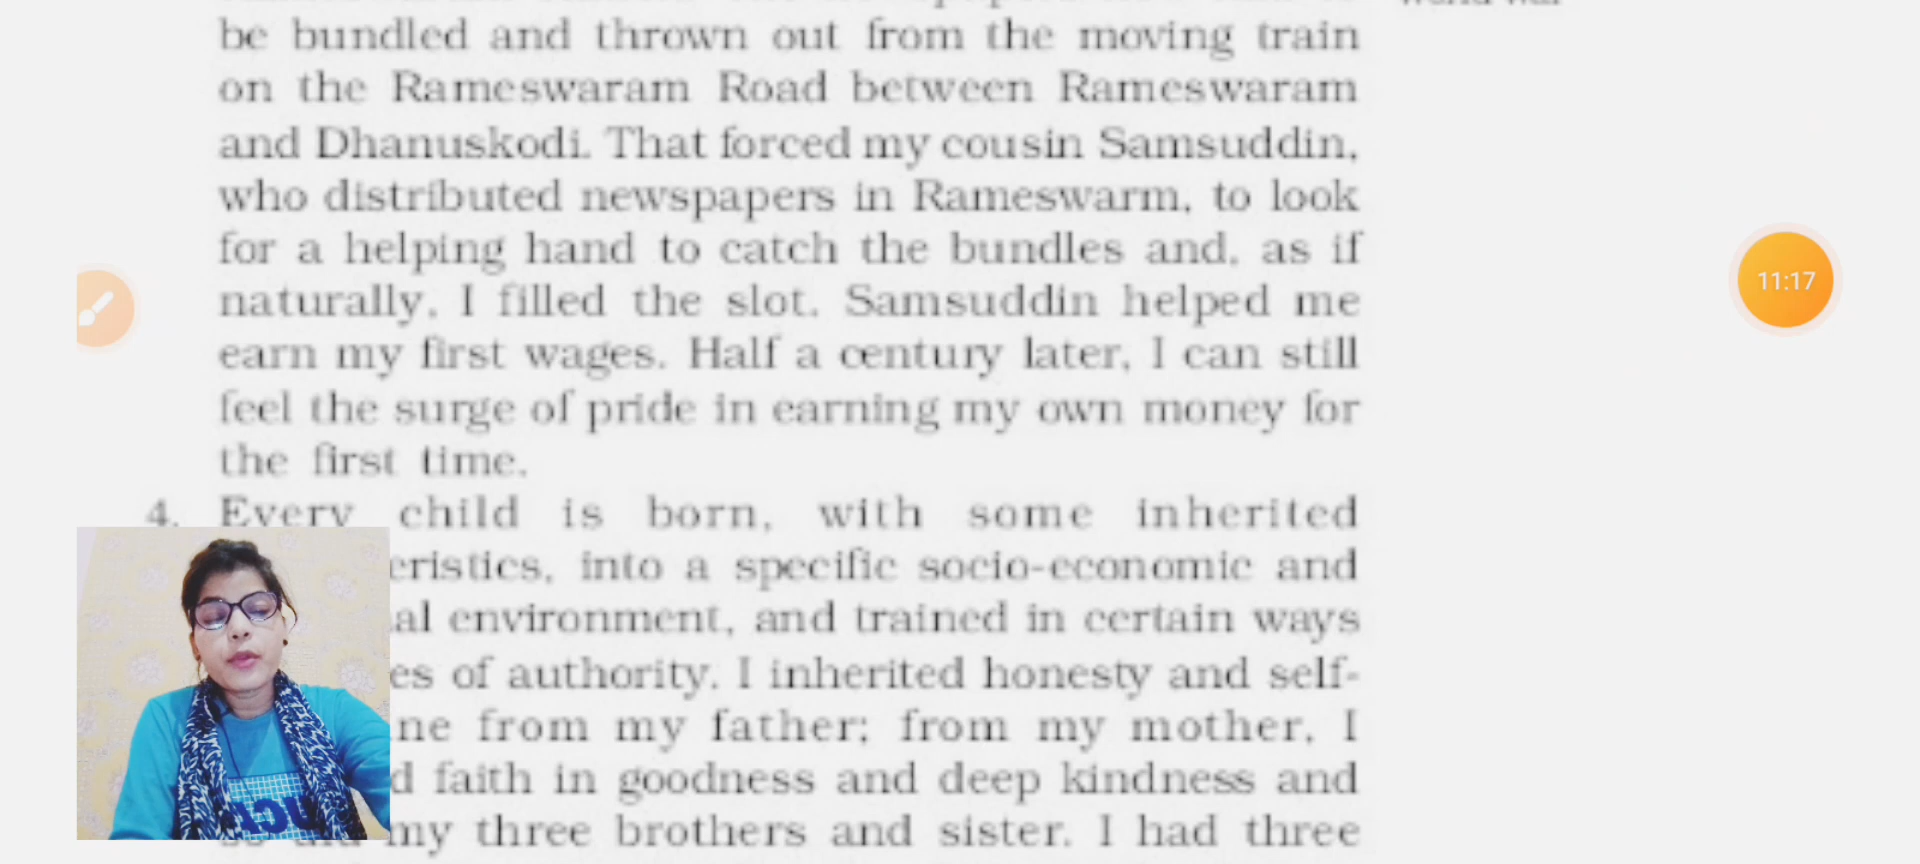 be bundled and thrown out from the moving train
on the Rameswaram Road between Rameswaram
and Dhanuskodi. That forced my cousin Samsuddin,
who distributed newspapers in Rameswarm, to look
for a helping hand to catch the bundles and, as if
naturally, I filled the slot. Samsuddin helped me
earn my first wages. Half a century later, I can still
feel the surge of pride in earning my own money for
the first time.
4. Every child is born, with some inherited
eristics, into a specific socio-economic and
al environment, and trained in certain ways
es of authority. I inherited honesty and self-
ne from my father; from my mother, I
d faith in goodness and deep kindness and
my three brothers and sister. I had three
11:17